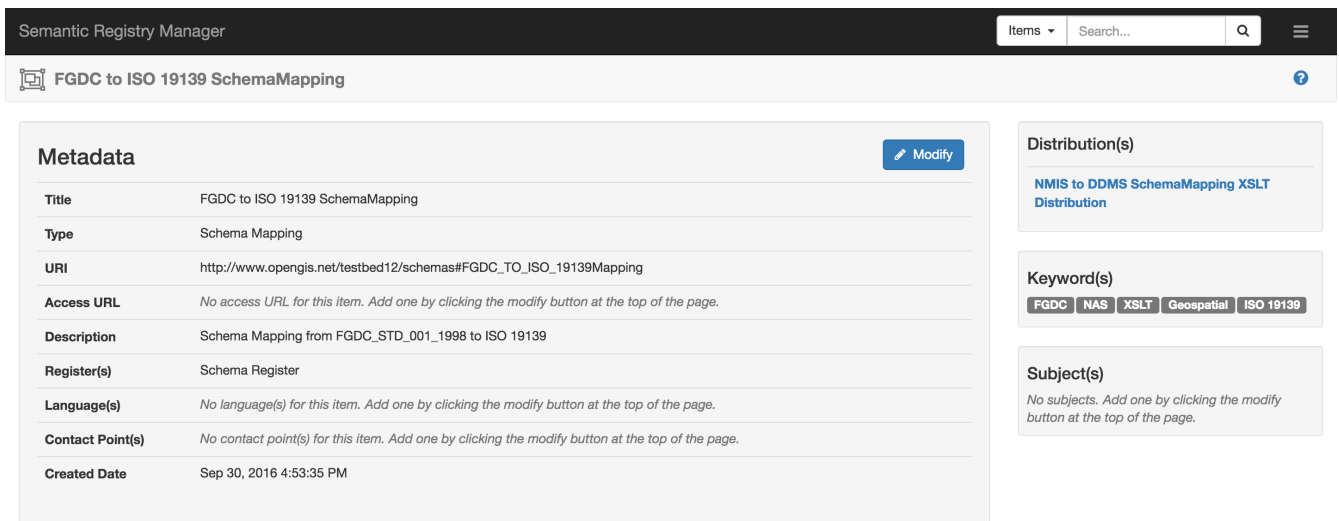 Semantic Registry Manager
Items
Search...
FGDC to ISO 19139 SchemaMapping
?
Metadata
Modify
Title FGDC to ISO 19139 SchemaMapping
Type Schema Mapping
URI http://www.opengis.net/testbed12/schemas#FGDC_TO_ISO_19139Mapping
Access URL No access URL for this item. Add one by clicking the modify button at the top of the page.
Description Schema Mapping from FGDC_STD_001_1998 to ISO 19139
Register(s) Schema Register
Language(s) No language(s) for this item. Add one by clicking the modify button at the top of the page.
Contact Point(s) No contact point(s) for this item. Add one by clicking the modify button at the top of the page.
Created Date Sep 30, 2016 4:53:35 PM
Distribution(s)
NMIS to DDMS SchemaMapping XSLT
Distribution
Keyword(s)
FGDC NAS XSLT Geospatial ISO 19139
Subject(s)
No subjects. Add one by clicking the modify
button at the top of the page.